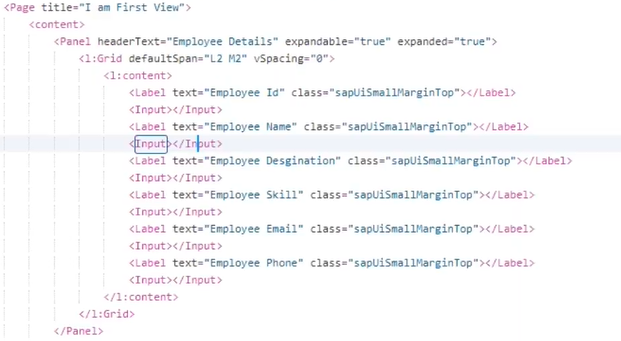 <Page title="I am First View">
<content>
<Panel headerText="Employee Details" expandable="true" expanded="true">
<l:Grid defaultSpan="L2 M2" vSpacing="0">
<l:content>
<Label text="Employee Id" class="sapUiSmallMarginTop"></Label>
<Input></Input>
<Label text="Employee Name" class="sapUiSmallMarginTop"></Label>
<Input></Input>
<Label text="Employee Desgination" class="sapUiSmallMarginTop"></Label>
<Input></Input>
<Label text="Employee Skill" class="sapUiSmallMarginTop"></Label>
<Input></Input>
<Label text="Employee Email" class="sapUiSmallMarginTop"></Label>
<Input></Input>
<Label text="Employee Phone" class="sapUiSmallMarginTop"></Label>
<Input></Input>
</l:content>
</l:Grid>
</Panel>